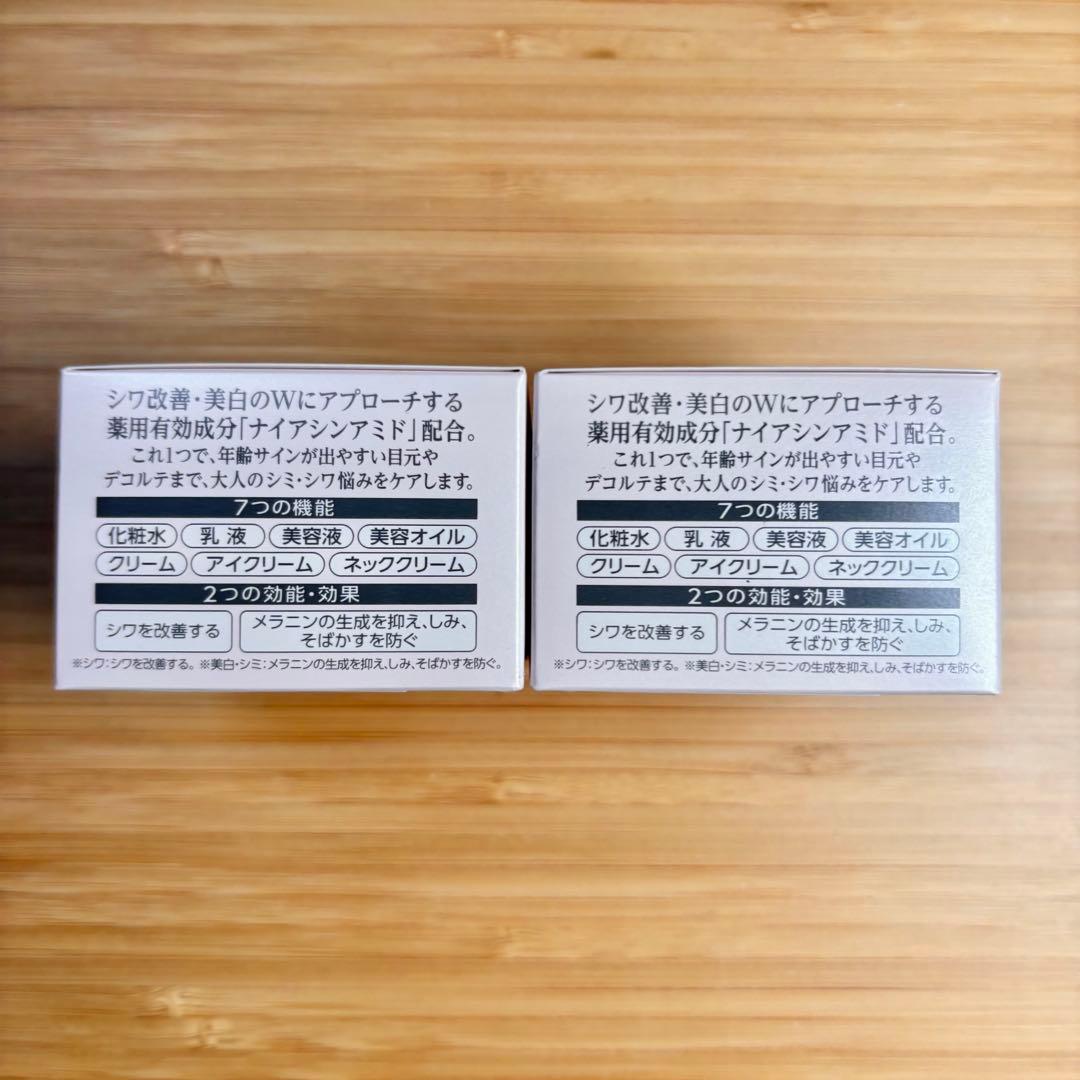 シワ改善・美白のWにアプローチする
薬用有効成分「ナイアシンアミド」配合。
これ1つで、年齢サインが出やすい目元や
デコルテまで、大人のシミ・シワ悩みをケアします。
7つの機能
化粧水 乳液 美容液 美容オイル
クリーム アイクリーム ネッククリーム
2つの効能・効果
シワを改善する
メラニンの生成を抑え、しみ、
そばかすを防ぐ
※シワ:シワを改善する。※美白・シミ:メラニンの生成を抑え、しみ、そばかすを防ぐ。
シワ改善・美白のWにアプローチする
薬用有効成分「ナイアシンアミド」配合。
これ1つで、年齢サインが出やすい目元や
デコルテまで、大人のシミ・シワ悩みをケアします。
7つの機能
化粧水 乳液 美容液 美容オイル
クリーム アイクリーム ネッククリーム
2つの効能・効果
シワを改善する
メラニンの生成を抑え、しみ、
そばかすを防ぐ
※シワ:シワを改善する。※美白・シミ:メラニンの生成を抑え、しみ、そばかすを防ぐ。